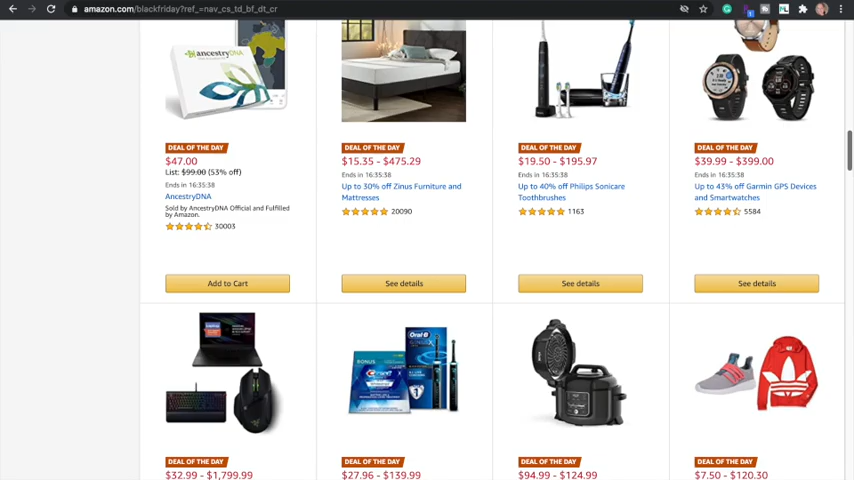 amazon.com/blackfriday?ref_=nav_cs_td_bf_dt_cr
1
ancestryDNA
DEAL OF THE DAY
$47.00
List: $99.00 (53% off)
Ends in 16:35:38
AncestryDNA
Sold by AncestryDNA Official and Fulfilled
by Amazon.
30003
Add to Cart
DEAL OF THE DAY
$15.35 - $475.29
Ends in 16:35:38
Up to 30% off Zinus Furniture and
Mattresses
20090
See details
DEAL OF THE DAY
$19.50 - $195.97
Ends in 16:35:38
Up to 40% off Philips Sonicare
Toothbrushes
1163
See details
DEAL OF THE DAY
$39.99 - $399.00
Ends in 16:35:38
Up to 43% off Garmin GPS Devices
and Smartwatches
5584
See details
DEAL OF THE DAY
$32.99 - $1,799.99
BONUS
Crest
Oral-B
1
DEAL OF THE DAY
$27.96 - $139.99
DEAL OF THE DAY
$94.99 - $124.99
DEAL OF THE DAY
$7.50 - $120.30